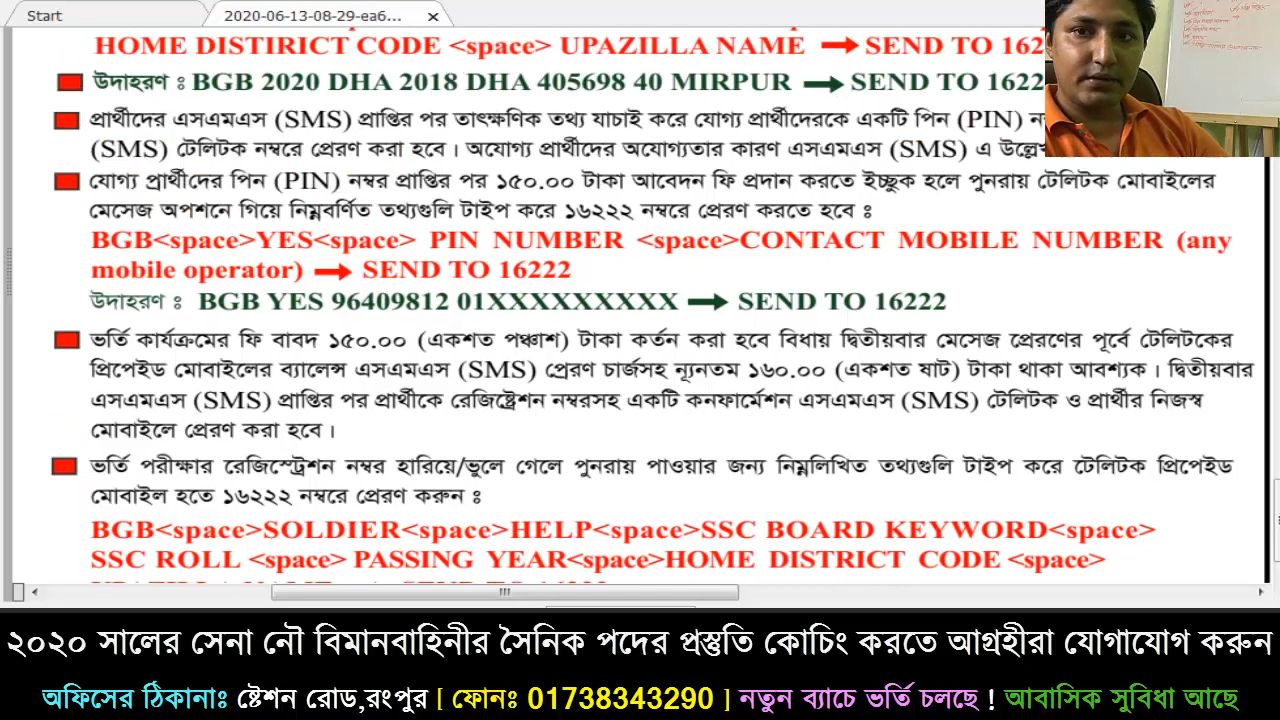 Start
2020-06-13-08-29-ea6...
HOME DISTIRICT CODE <space> UPAZILLA NAME → SEND TO 162
উদাহরণ ঃ BGB 2020 DHA 2018 DHA 405698 40 MIRPUR → SEND TO 1622
প্রার্থীদের এসএমএস (SMS) প্রাপ্তির পর তাৎক্ষণিক তথ্য যাচাই করে যোগ্য প্রার্থীদেরকে একটি পিন (PIN) নং
(SMS) টেলিটক নম্বরে প্রেরণ করা হবে। অযোগ্য প্রার্থীদের অযোগ্যতার কারণ এসএমএস (SMS) এ উল্লেখ
যোগ্য প্রার্থীদের পিন (PIN) নম্বর প্রাপ্তির পর ১৫০.০০ টাকা আবেদন ফি প্রদান করতে ইচ্ছুক হলে পুনরায় টেলিটক মোবাইলের
মেসেজ অপশনে গিয়ে নিম্নবর্ণিত তথ্যগুলি টাইপ করে ১৬২২২ নম্বরে প্রেরণ করতে হবে ঃ
BGB<space>YES<space> PIN NUMBER <space>CONTACT MOBILE NUMBER (any
mobile operator) → SEND TO 16222
উদাহরণ ঃ BGB YES 96409812 01XXXXXXXXX → SEND TO 16222
ভর্তি কার্যক্রমের ফি বাবদ ১৫০.০০ (একশত পঞ্চাশ) টাকা কর্তন করা হবে বিধায় দ্বিতীয়বার মেসেজ প্রেরণের পূর্বে টেলিটকের
প্রিপেইড মোবাইলের ব্যালেন্স এসএমএস (SMS) প্রেরণ চার্জসহ ন্যূনতম ১৬০.০০ (একশত ষাট) টাকা থাকা আবশ্যক। দ্বিতীয়বার
এসএমএস (SMS) প্রাপ্তির পর প্রার্থীকে রেজিষ্ট্রেশন নম্বরসহ একটি কনফার্মেশন এসএমএস (SMS) টেলিটক ও প্রার্থীর নিজস্ব
মোবাইলে প্রেরণ করা হবে।
ভর্তি পরীক্ষার রেজিস্ট্রেশন নম্বর হারিয়ে/ভুলে গেলে পুনরায় পাওয়ার জন্য নিম্নলিখিত তথ্যগুলি টাইপ করে টেলিটক প্রিপেইড
মোবাইল হতে ১৬২২২ নম্বরে প্রেরণ করুন ঃ
BGB<space>SOLDIER<space>HELP<space>SSC BOARD KEYWORD<space>
SSC ROLL <space> PASSING YEAR<space>HOME DISTRICT CODE <space>
২০২০ সালের সেনা নৌ বিমানবাহিনীর সৈনিক পদের প্রস্তুতি কোচিং করতে আগ্রহীরা যোগাযোগ করুন
অফিসের ঠিকানাঃ ষ্টেশন রোড,রংপুর [ ফোনঃ 01738343290 ] নতুন ব্যাচে ভর্তি চলছে ! আবাসিক সুবিধা আছে